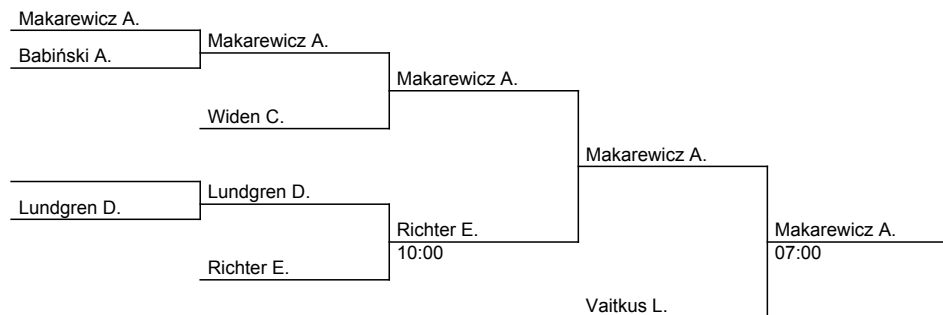 Makarewicz A.
Babiński A.
Makarewicz A.
Makarewicz A.
Widen C.
Makarewicz A.
Lundgren D.
Lundgren D.
Richter E.
10:00
Makarewicz A.
07:00
Richter E.
Vaitkus L.